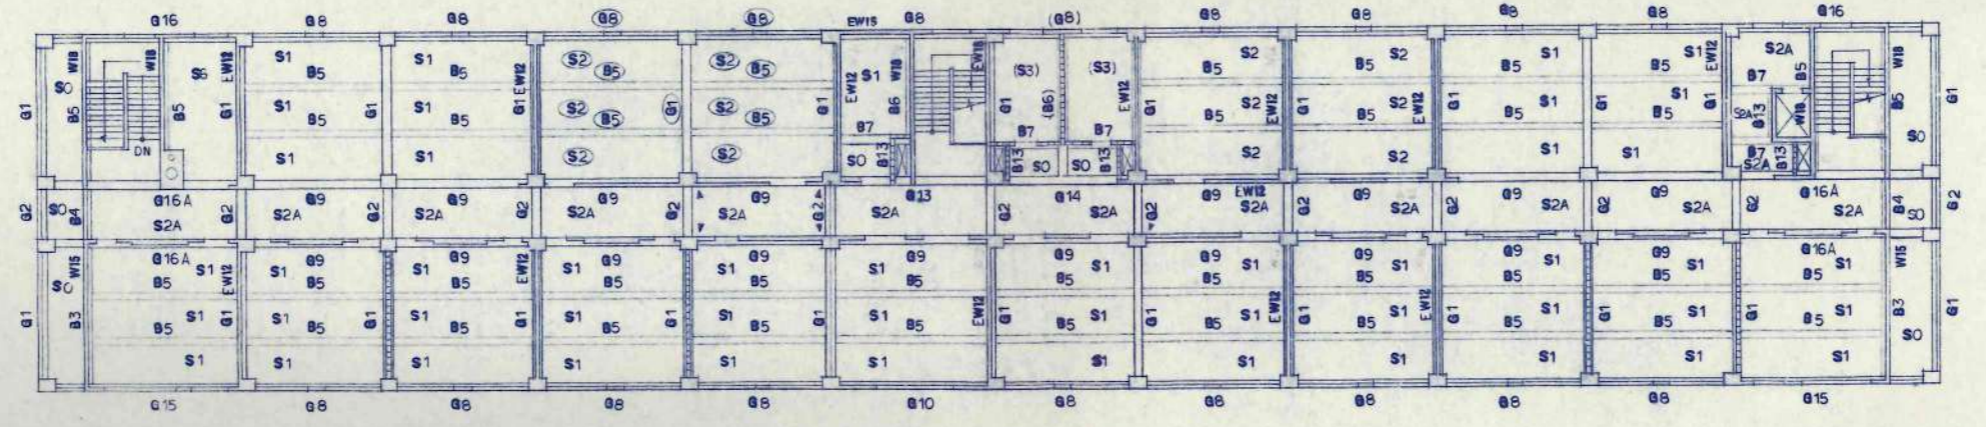 G16 G8 G8 G8 G8 EW15 G8 (G8) G8 G8 G8 G8 G16
W18 W18 EW12 S1 S1 EW12 S2 S2 EW18 S2 S2 S1 S1 EW12 S2A W18
S0 S6 B5 B5 B5 B5 EW12 S1 W18 (S3) (S3) B5 B5 B5 B5 B7 B5
G1 B5 B5 G1 S1 B5 G1 S1 B5 G1 S2 B5 G1 S2 B5 G1 B6 G1 (B6) EW12 G1 B5 S2 EW12 G1 B5 S2 EW12 G1 B5 S1 G1 B5 S1 G1 S2A B13 W18 B5 G1
B7 B7 B7 S0
DN S1 S1 S2 S2 S0 B13 B13 S0 S0 B13 S2 S2 S1 S1 B7 S2A B13
G2 S0 B4 G16A S2A G2 G9 S2A G2 G9 S2A G2 G9 S2A G2 G9 S2A G2 G13 S2A G2 G14 S2A G2 G9 EW12 S2A G2 G9 S2A G2 G9 S2A G2 G9 S2A G2 G16A S2A B4 S0 G2
W15 G16A S1 EW12 G9 S1 G9 S1 EW12 G9 S1 G9 S1 G9 S1 G9 S1 G9 S1 G9 S1 G9 S1 G9 S1 G16A S1 W15
S0 B5 B5 B5 B5 B5 B5 B5 B5 B5 B5 B5 B5
G1 B3 B5 S1 G1 S1 B5 G1 S1 B5 G1 S1 B5 G1 S1 B5 G1 S1 B5 EW12 G1 B5 S1 G1 B5 S1 EW12 G1 B5 S1 EW12 G1 B5 S1 G1 B5 S1 G1 B5 S1 B3 G1
S0
S1 S1 S1 S1 S1 S1 S1 S1 S1 S1 S1 S1
G15 G8 G8 G8 G8 G10 G8 G8 G8 G8 G8 G15